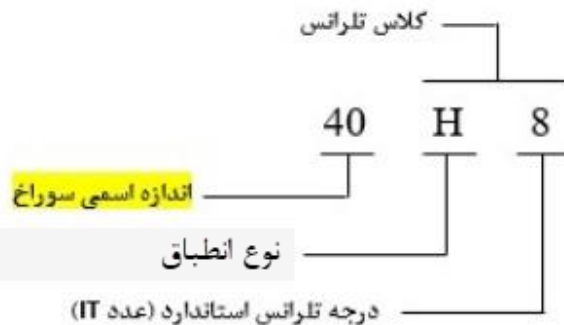 کلاس تلرانس
40 H 8
اندازه اسمی سوراخ
نوع انطباق
درجه تلرانس استاندارد (عدد IT)